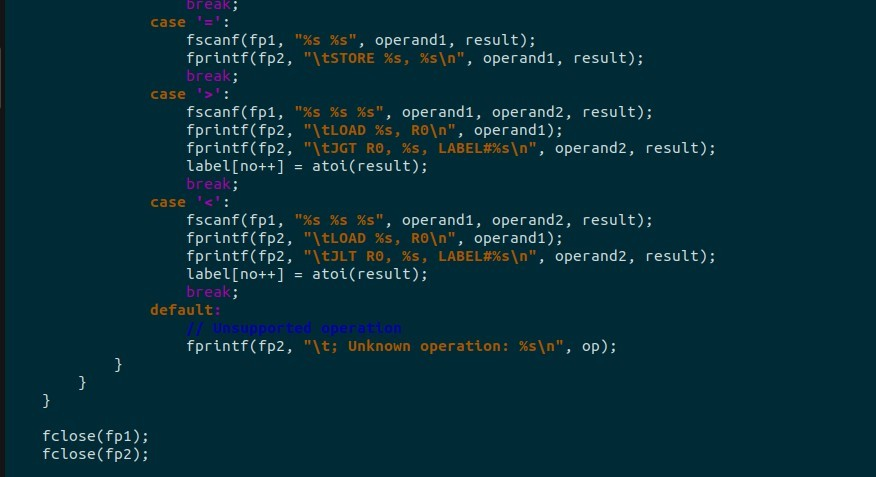 break;
case '=':
fscanf(fp1, "%s %s", operand1, result);
fprintf(fp2, "\tSTORE %s, %s\n", operand1, result);
break;
case '>':
fscanf(fp1, "%s %s %s", operand1, operand2, result);
fprintf(fp2, "\tLOAD %s, R0\n", operand1);
fprintf(fp2, "\tJGT R0, %s, LABEL#%s\n", operand2, result);
label[no++] = atoi(result);
break;
case '<':
fscanf(fp1, "%s %s %s", operand1, operand2, result);
fprintf(fp2, "\tLOAD %s, R0\n", operand1);
fprintf(fp2, "\tJLT R0, %s, LABEL#%s\n", operand2, result);
label[no++] = atoi(result);
break;
default:
// Unsupported operation
fprintf(fp2, "\t; Unknown operation: %s\n", op);
}
}
}
fclose(fp1);
fclose(fp2);